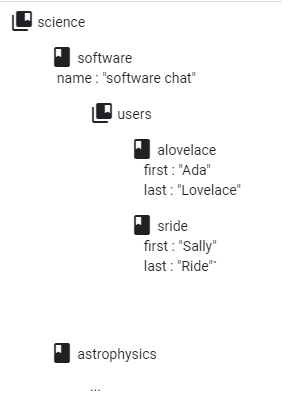 science
software
name : "software chat"
users
alovelace
first : "Ada"
last : "Lovelace"
sride
first : "Sally"
last : "Ride"`
astrophysics
...